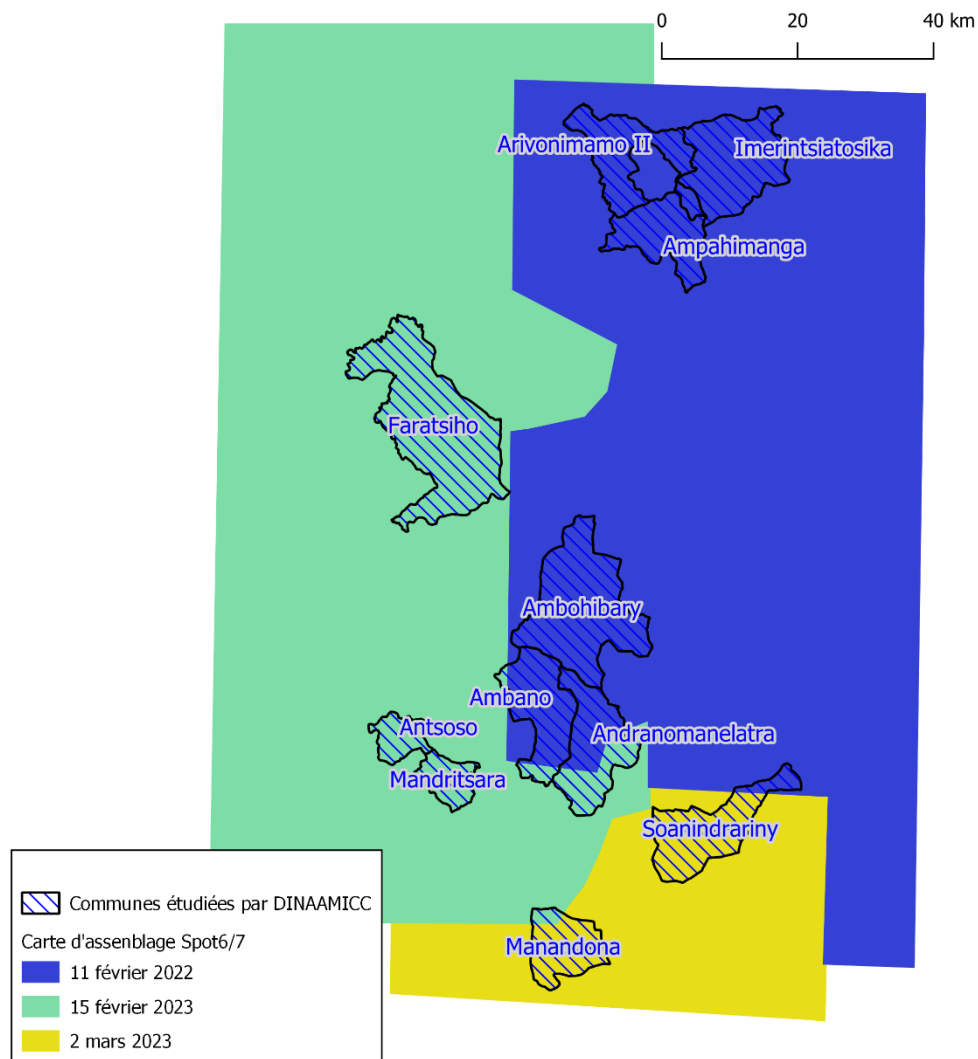 0 20 40 km
Arivonimamo II
Imerintsiatosika
Ampahimanga
Faratsiho
Ambohibary
Ambano
Antsoso
Andranomanelatra
Mandritsara
Soanindrariny
Manandona
Communes étudiées par DINAAMICC
Carte d'assenblage Spot6/7
11 février 2022
15 février 2023
2 mars 2023